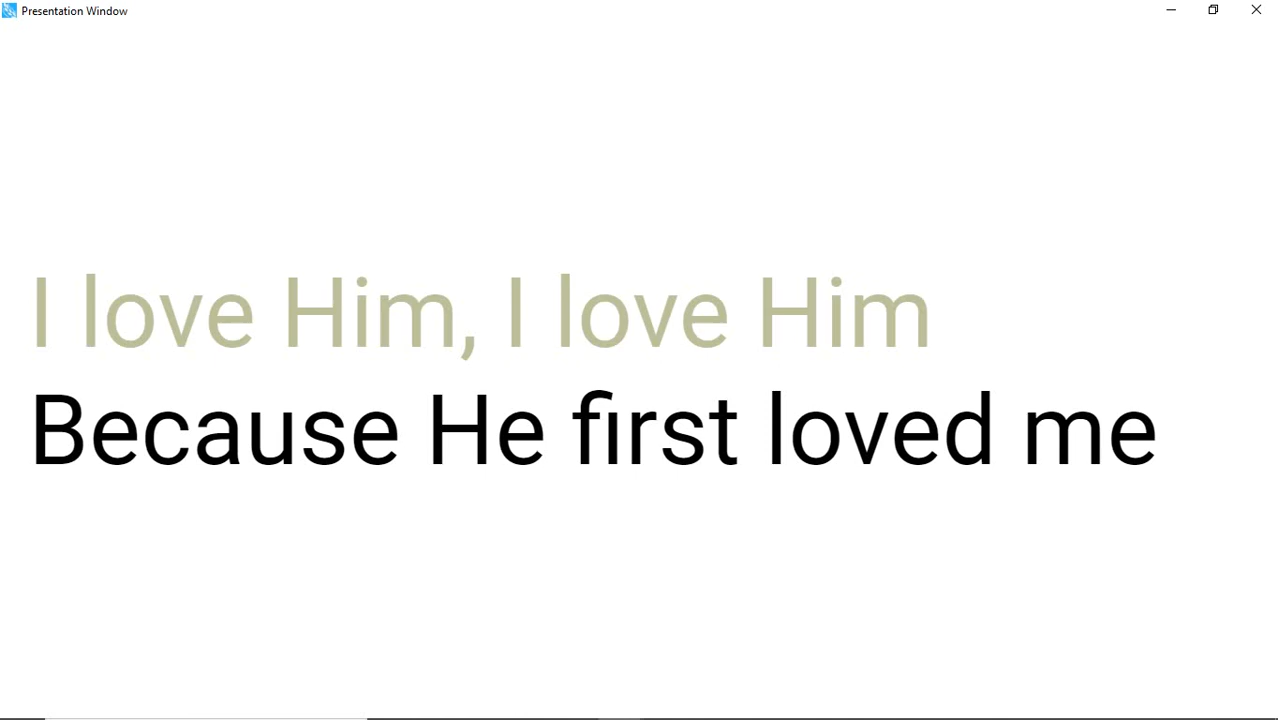 Presentation Window
I love Him, I love Him
Because He first loved me